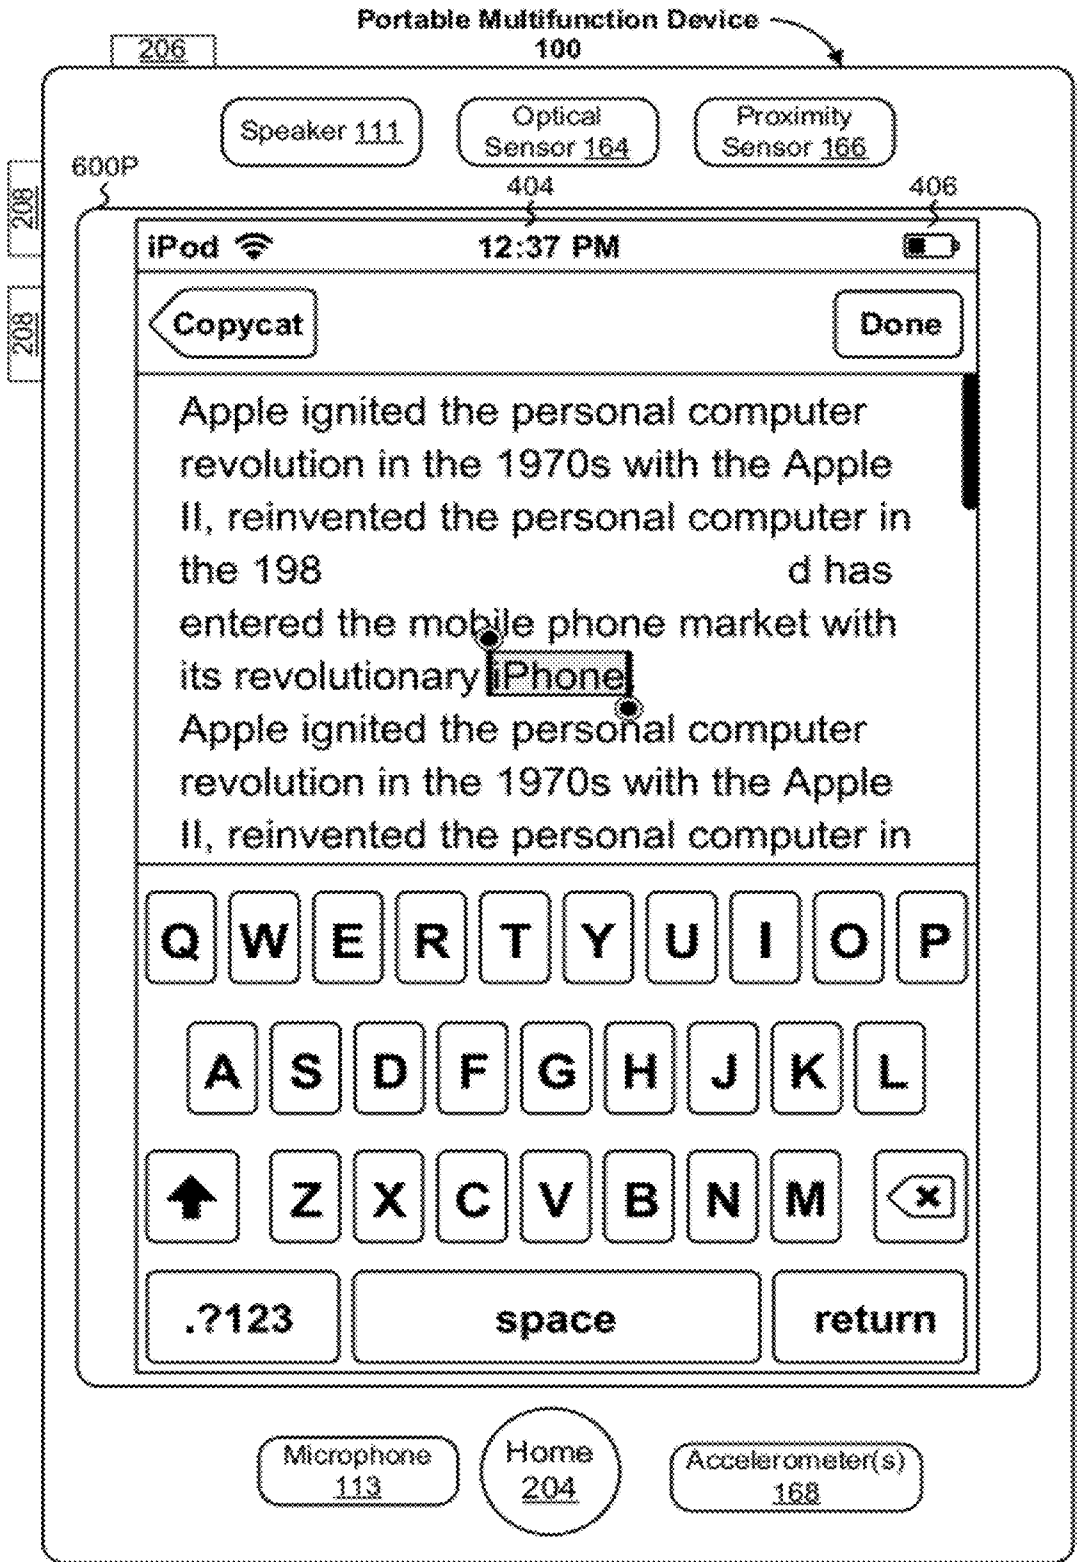 Portable Multifunction Device
100
206
Speaker 111
Optical
Sensor 164
Proximity
Sensor 166
208
208
600P
404
406
iPod
12:37 PM
Copycat
Done
Apple ignited the personal computer
revolution in the 1970s with the Apple
II, reinvented the personal computer in
the 198 d has
entered the mobile phone market with
its revolutionary iPhone
Apple ignited the personal computer
revolution in the 1970s with the Apple
II, reinvented the personal computer in
Q W E R T Y U I O P
A S D F G H J K L
Z X C V B N M
.?123 space return
Microphone
113
Home
204
Accelerometer(s)
168